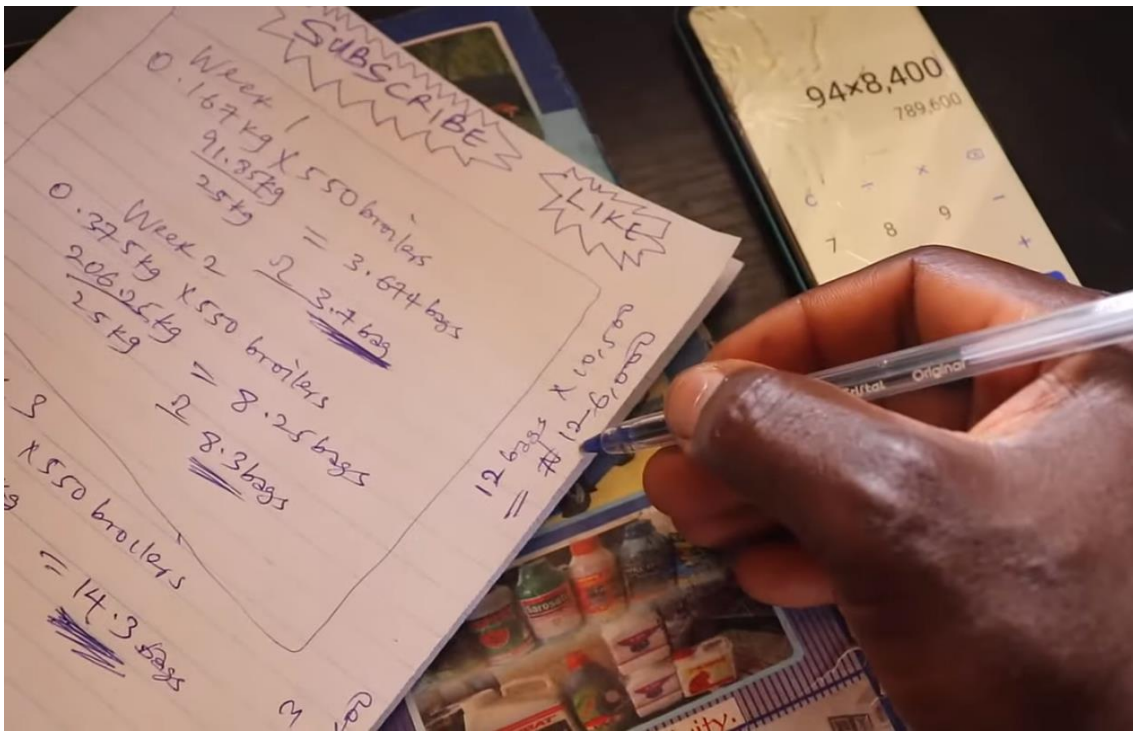 SUBSCRIBE
LIKE
Week 1
0.167kg X 550 broilers
91.85kg
25kg
= 3.674 bags
Ω 3.7 bag
Week 2
0.375kg X 550 broilers
206.25kg
25kg
= 8.25 bags
Ω 8.3 bags
3
X 550 broilers
= 14.3 bags
12 bags X 10,500
= ₦ 126,000
94×8,400
789,600
C ÷ ×
7 8 9 −
+
Original